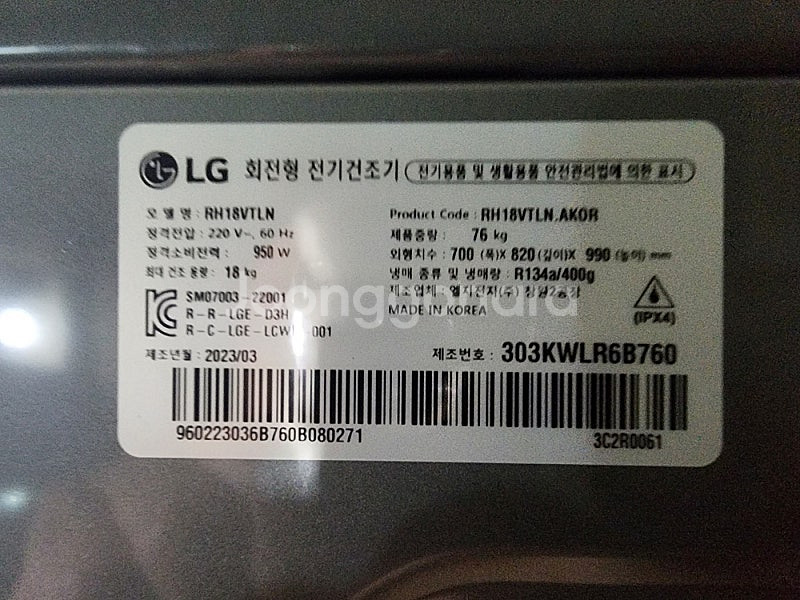 LG 회전형 전기건조기 전기용품 및 생활용품 안전관리법에 의한 표시
모 델 명 : RH18VTLN
정격전압 : 220 V~, 60 Hz
정격소비전력 : 950 W
최대 건조 용량 : 18 kg
SM07003-22001
R-R-LGE-D3H
R-C-LGE-LCW 001
제조년월 : 2023/03
Product Code : RH18VTLN.AKOR
제품중량 : 76 kg
외형치수 : 700 (폭)X 820 (깊이)X 990 (높이) mm
냉매 종류 및 냉매량 : R134a/400g
제조업체 : 엘지전자(주) 창원2공장
MADE IN KOREA
(IPX4)
제조번호 : 303KWLR6B760
960223036B760B080271
3C2R0061
joonggonara